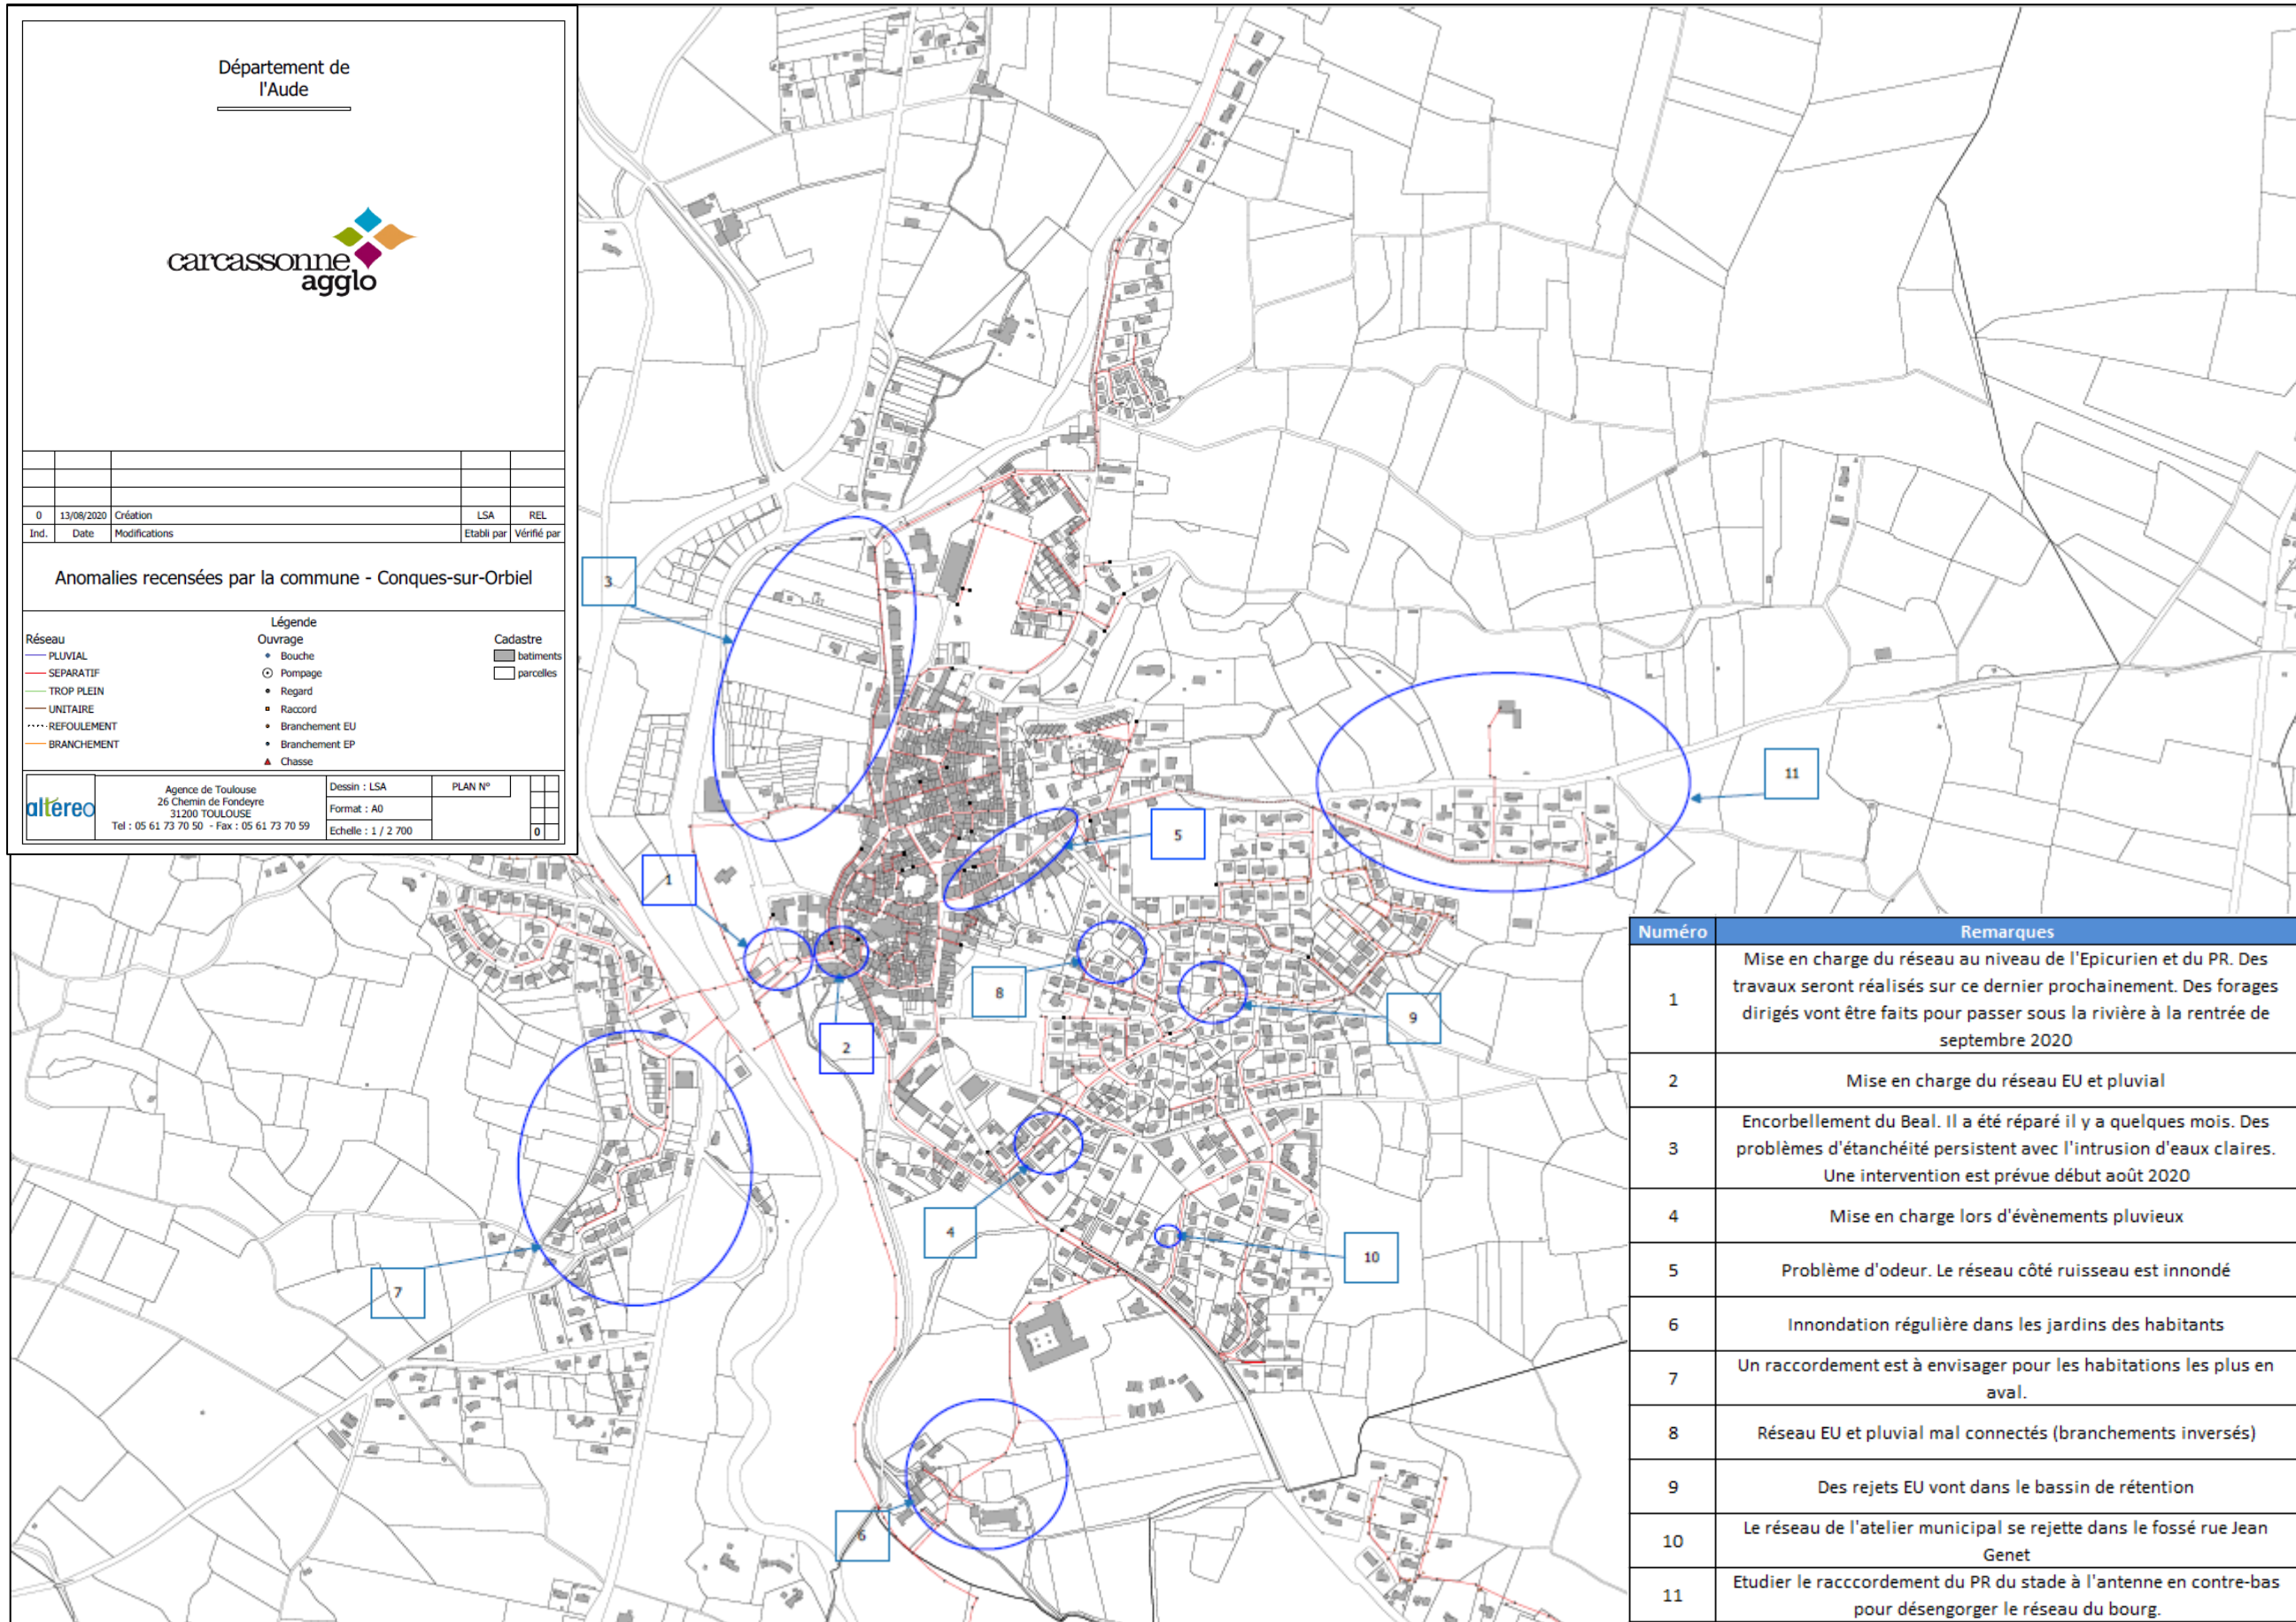 Département de
l'Aude
carcassonne
agglo
0 13/08/2020 Création LSA REL
Ind. Date Modifications Etabli par Vérifié par
Anomalies recensées par la commune - Conques-sur-Orbiel
Légende
Réseau Ouvrage Cadastre
PLUVIAL Bouche batiments
SEPARATIF Pompage parcelles
TROP PLEIN Regard
UNITAIRE Raccord
REFOULEMENT Branchement EU
BRANCHEMENT Branchement EP
Chasse
altereo
Agence de Toulouse
26 Chemin de Fondeyre
31200 TOULOUSE
Tel : 05 61 73 70 50 - Fax : 05 61 73 70 59
Dessin : LSA PLAN N°
Format : A0
Echelle : 1 / 2 700 0
3
11
5
1
8
9
2
4
10
7
6
Numéro Remarques
1 Mise en charge du réseau au niveau de l'Epicurien et du PR. Des
travaux seront réalisés sur ce dernier prochainement. Des forages
dirigés vont être faits pour passer sous la rivière à la rentrée de
septembre 2020
2 Mise en charge du réseau EU et pluvial
3 Encorbellement du Beal. Il a été réparé il y a quelques mois. Des
problèmes d'étanchéité persistent avec l'intrusion d'eaux claires.
Une intervention est prévue début août 2020
4 Mise en charge lors d'évènements pluvieux
5 Problème d'odeur. Le réseau côté ruisseau est innondé
6 Innondation régulière dans les jardins des habitants
7 Un raccordement est à envisager pour les habitations les plus en
aval.
8 Réseau EU et pluvial mal connectés (branchements inversés)
9 Des rejets EU vont dans le bassin de rétention
10 Le réseau de l'atelier municipal se rejette dans le fossé rue Jean
Genet
11 Etudier le racccordement du PR du stade à l'antenne en contre-bas
pour désengorger le réseau du bourg.